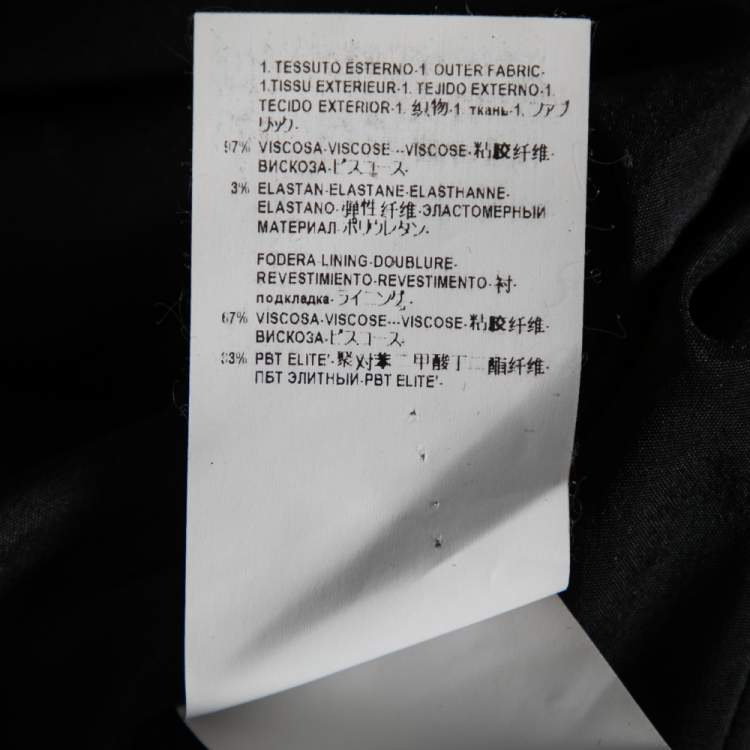 1. TESSUTO ESTERNO-1. OUTER FABRIC-
1.TISSU EXTERIEUR-1. TEJIDO EXTERNO-1.
TECIDO EXTERIOR-1. 织物-1. ткань-1. ファブ
リック-
97% VISCOSA-VISCOSE---VISCOSE-粘胶纤维-
ВИСКОЗА-ビスコース-
3% ELASTAN-ELASTANE-ELASTHANNE-
ELASTANO-弹性纤维-ЭЛАСТОМЕРНЫЙ
МАТЕРИАЛ-ポリウレタン-
FODERA-LINING-DOUBLURE-
REVESTIMIENTO-REVESTIMENTO-衬-
подкладка-ライニング-
67% VISCOSA-VISCOSE---VISCOSE-粘胶纤维-
ВИСКОЗА-ビスコース-
33% PBT ELITE'-聚对苯二甲酸丁二酯纤维-
ПБТ ЭЛИТНЫЙ-PBT ELITE'-